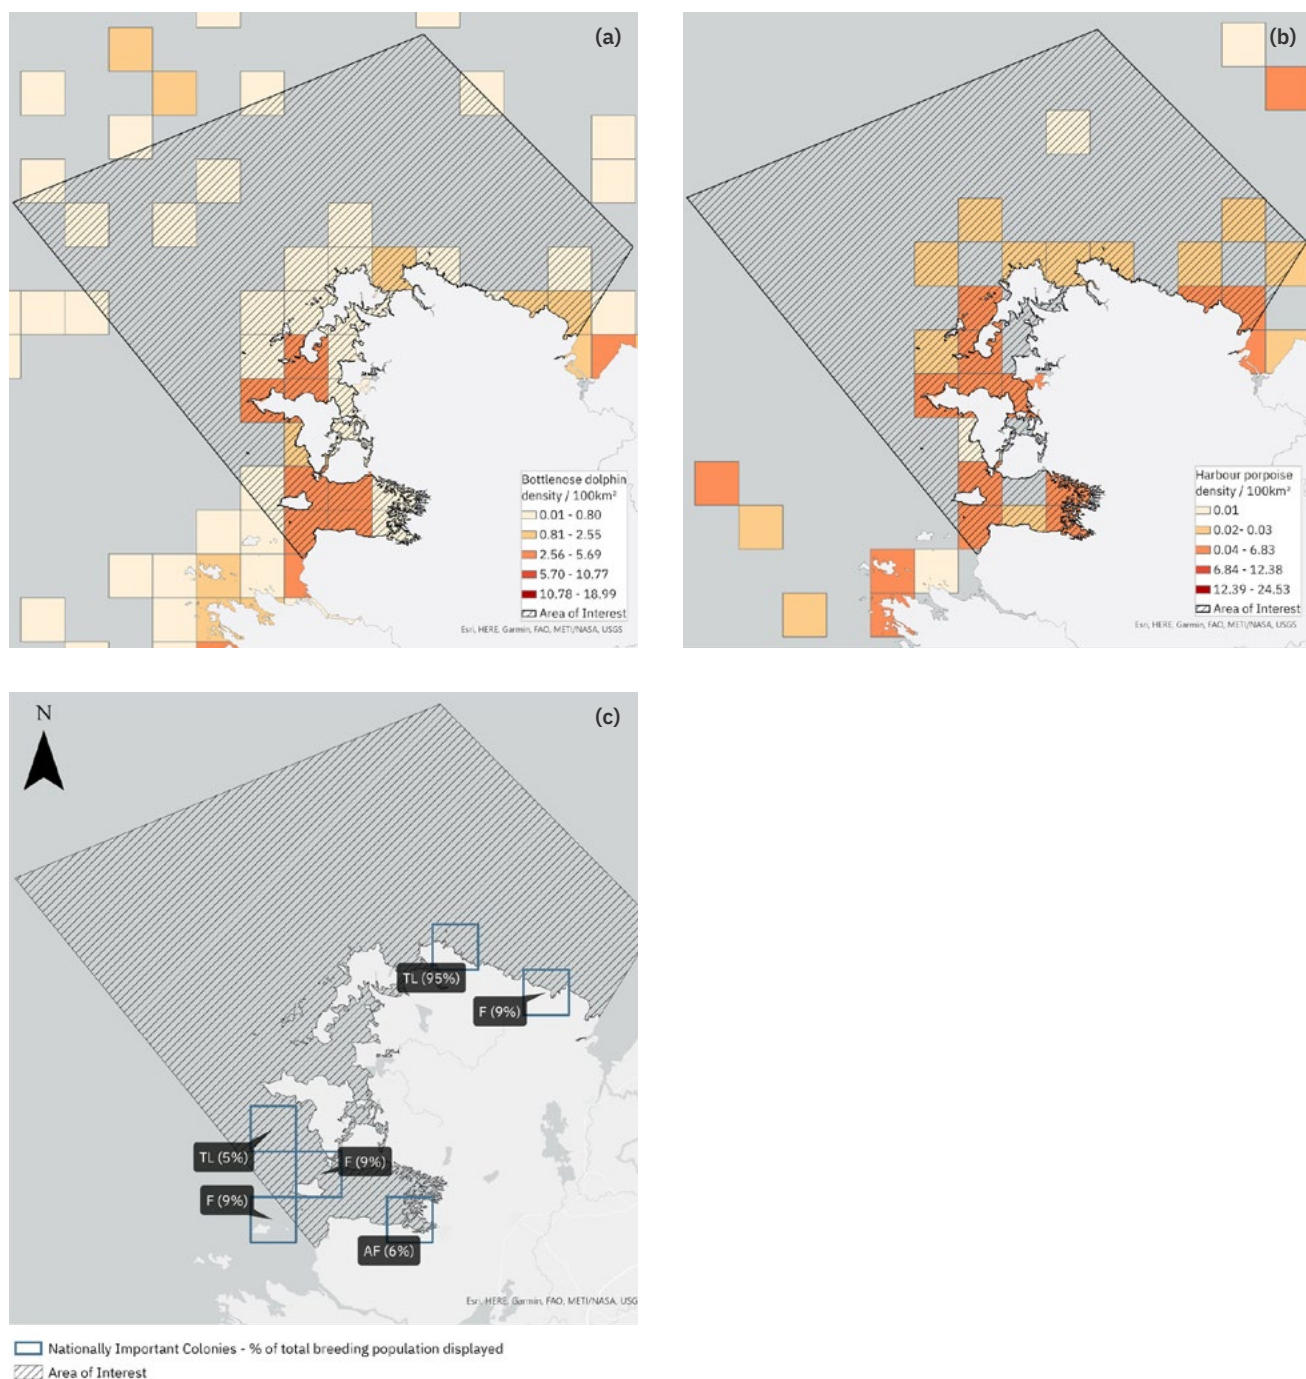 (a)
Bottlenose dolphin
density / 100km²
0.01 - 0.80
0.81 - 2.55
2.56 - 5.69
5.70 - 10.77
10.78 - 18.99
Area of Interest
Esri, HERE, Garmin, FAO, METI/NASA, USGS
(b)
Harbour porpoise
density / 100km²
0.01
0.02- 0.03
0.04 - 6.83
6.84 - 12.38
12.39 - 24.53
Area of Interest
Esri, HERE, Garmin, FAO, METI/NASA, USGS
N
(c)
TL (95%)
F (9%)
TL (5%)
F (9%)
F (9%)
AF (6%)
Esri, HERE, Garmin, FAO, METI/NASA, USG
Nationally Important Colonies - % of total breeding population displayed
Area of Interest